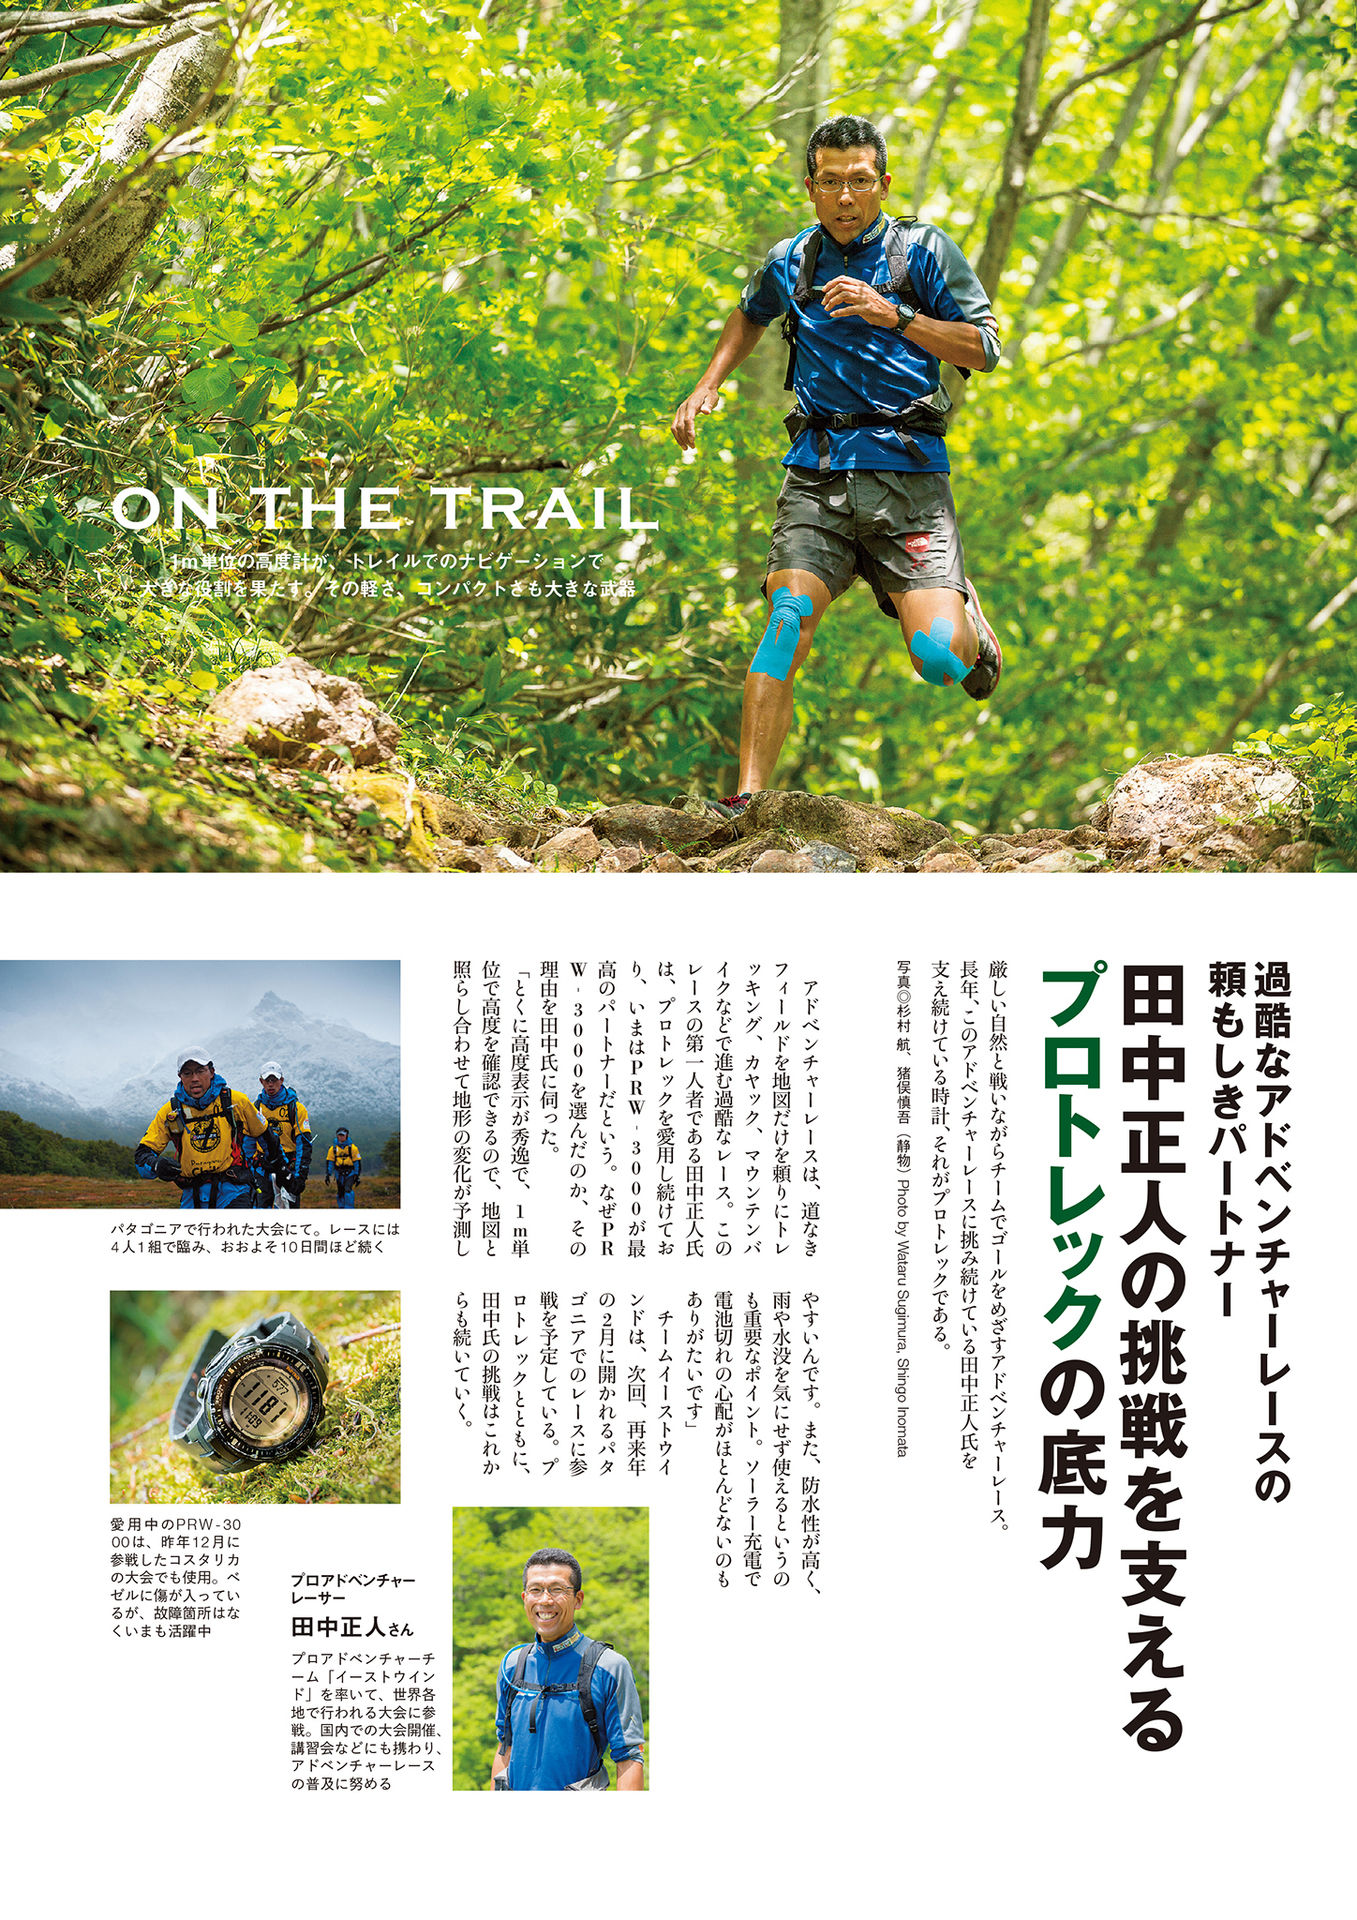 ON THE TRAIL
1m単位の高度計が、トレイルでのナビゲーションで
大きな役割を果たす。その軽さ、コンパクトさも大きな武器
過酷なアドベンチャーレースの
頼もしきパートナー
田中正人の挑戦を支える
プロトレックの底力
厳しい自然と戦いながらチームでゴールをめざすアドベンチャーレース。
長年、このアドベンチャーレースに挑み続けている田中正人氏を
支え続けている時計、それがプロトレックである。
写真◎杉村 航、猪俣慎吾（静物）Photo by Wataru Sugimura, Shingo Inomata
アドベンチャーレースは、道なき
フィールドを地図だけを頼りにトレ
ッキング、カヤック、マウンテンバ
イクなどで進む過酷なレース。この
レースの第一人者である田中正人氏
は、プロトレックを愛用し続けてお
り、いまはPRW-3000が最
高のパートナーだという。なぜPR
W-3000を選んだのか、その
理由を田中氏に伺った。
「とくに高度表示が秀逸で、1m単
位で高度を確認できるので、地図と
照らし合わせて地形の変化が予測し
やすいんです。また、防水性が高く、
雨や水没を気にせず使えるというの
も重要なポイント。ソーラー充電で
電池切れの心配がほとんどないのも
ありがたいです」
チームイーストウイ
ンドは、次回、再来年
の2月に開かれるパタ
ゴニアでのレースに参
戦を予定している。プ
ロトレックとともに、
田中氏の挑戦はこれか
らも続いていく。
パタゴニアで行われた大会にて。レースには
4人1組で臨み、おおよそ10日間ほど続く
愛用中のPRW-30
00は、昨年12月に
参戦したコスタリカ
の大会でも使用。ベ
ゼルに傷が入ってい
るが、故障箇所はな
くいまも活躍中
プロアドベンチャー
レーサー
田中正人さん
プロアドベンチャーチ
ーム「イーストウイン
ド」を率いて、世界各
地で行われる大会に参
戦。国内での大会開催、
講習会などにも携わり、
アドベンチャーレース
の普及に努める